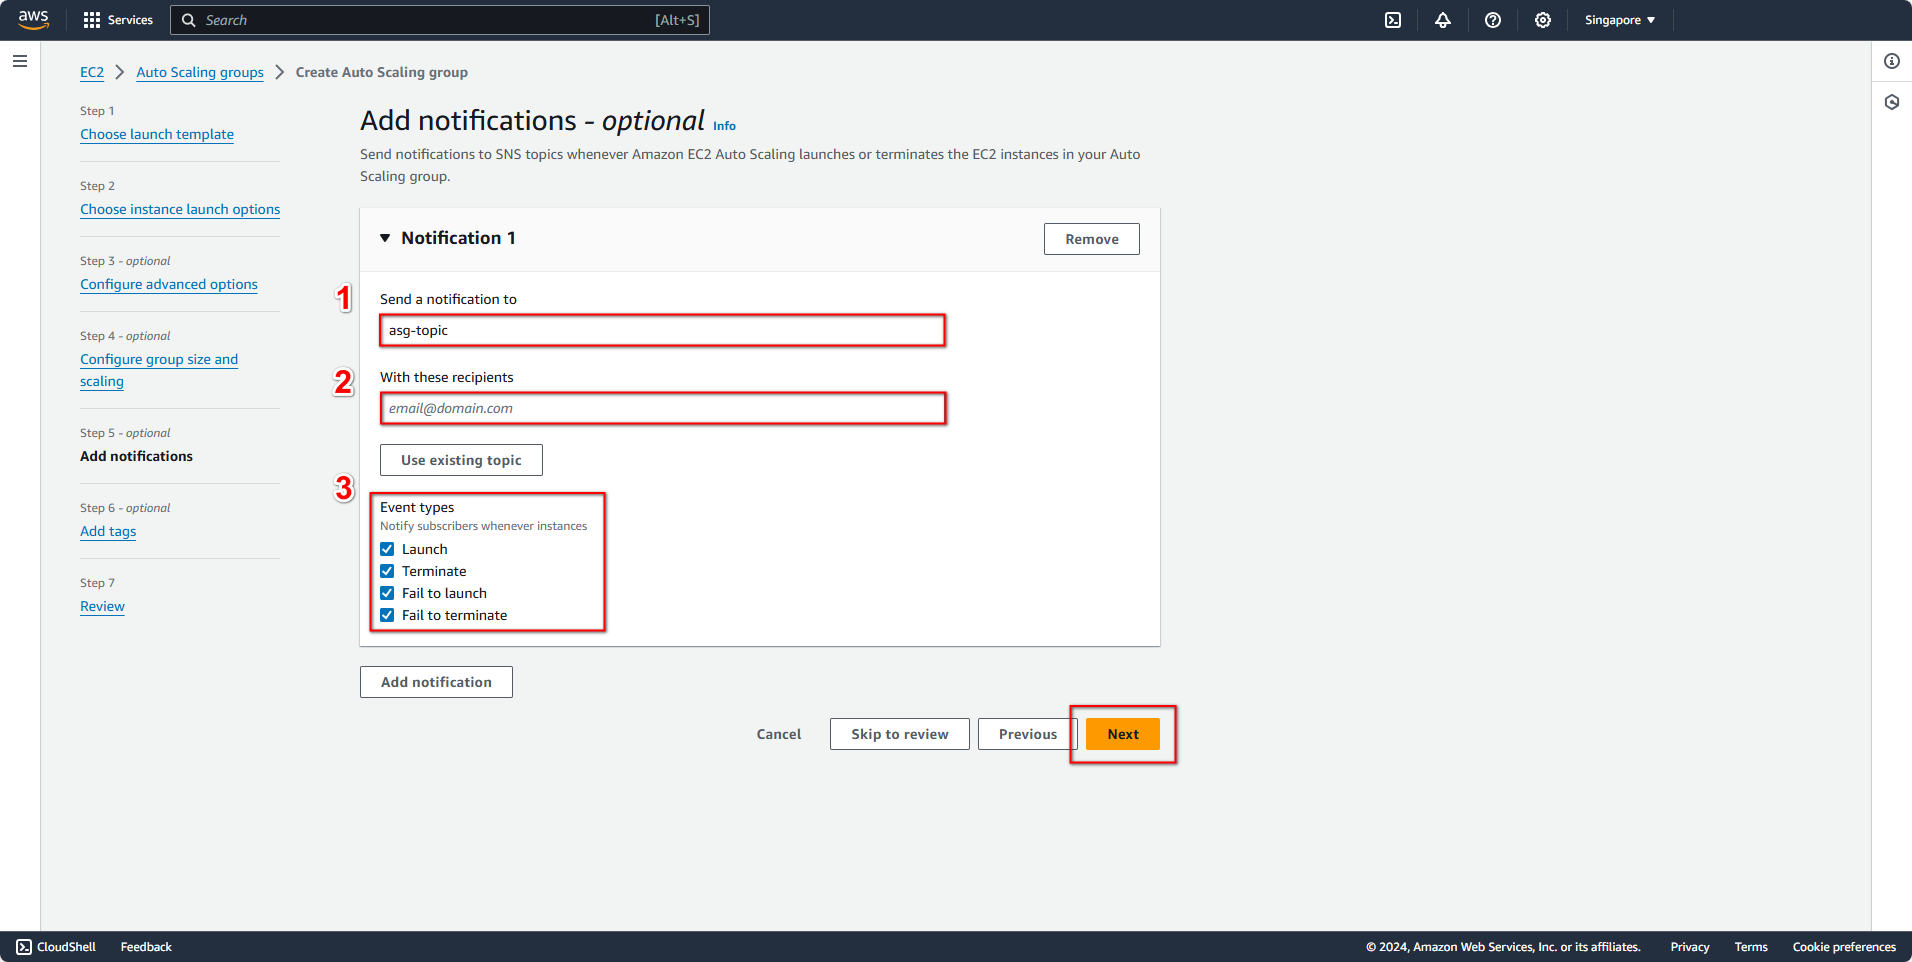 aws
Services
Search
[Alt+S]
Singapore
EC2
Auto Scaling groups
Create Auto Scaling group
Step 1
Choose launch template
Step 2
Choose instance launch options
Step 3 - optional
Configure advanced options
Step 4 - optional
Configure group size and
scaling
Step 5 - optional
Add notifications
Step 6 - optional
Add tags
Step 7
Review
Add notifications - optional Info
Send notifications to SNS topics whenever Amazon EC2 Auto Scaling launches or terminates the EC2 instances in your Auto
Scaling group.
Notification 1
Remove
1
Send a notification to
asg-topic
2
With these recipients
email@domain.com
Use existing topic
3
Event types
Notify subscribers whenever instances
Launch
Terminate
Fail to launch
Fail to terminate
Add notification
Cancel
Skip to review
Previous
Next
CloudShell
Feedback
© 2024, Amazon Web Services, Inc. or its affiliates.
Privacy
Terms
Cookie preferences